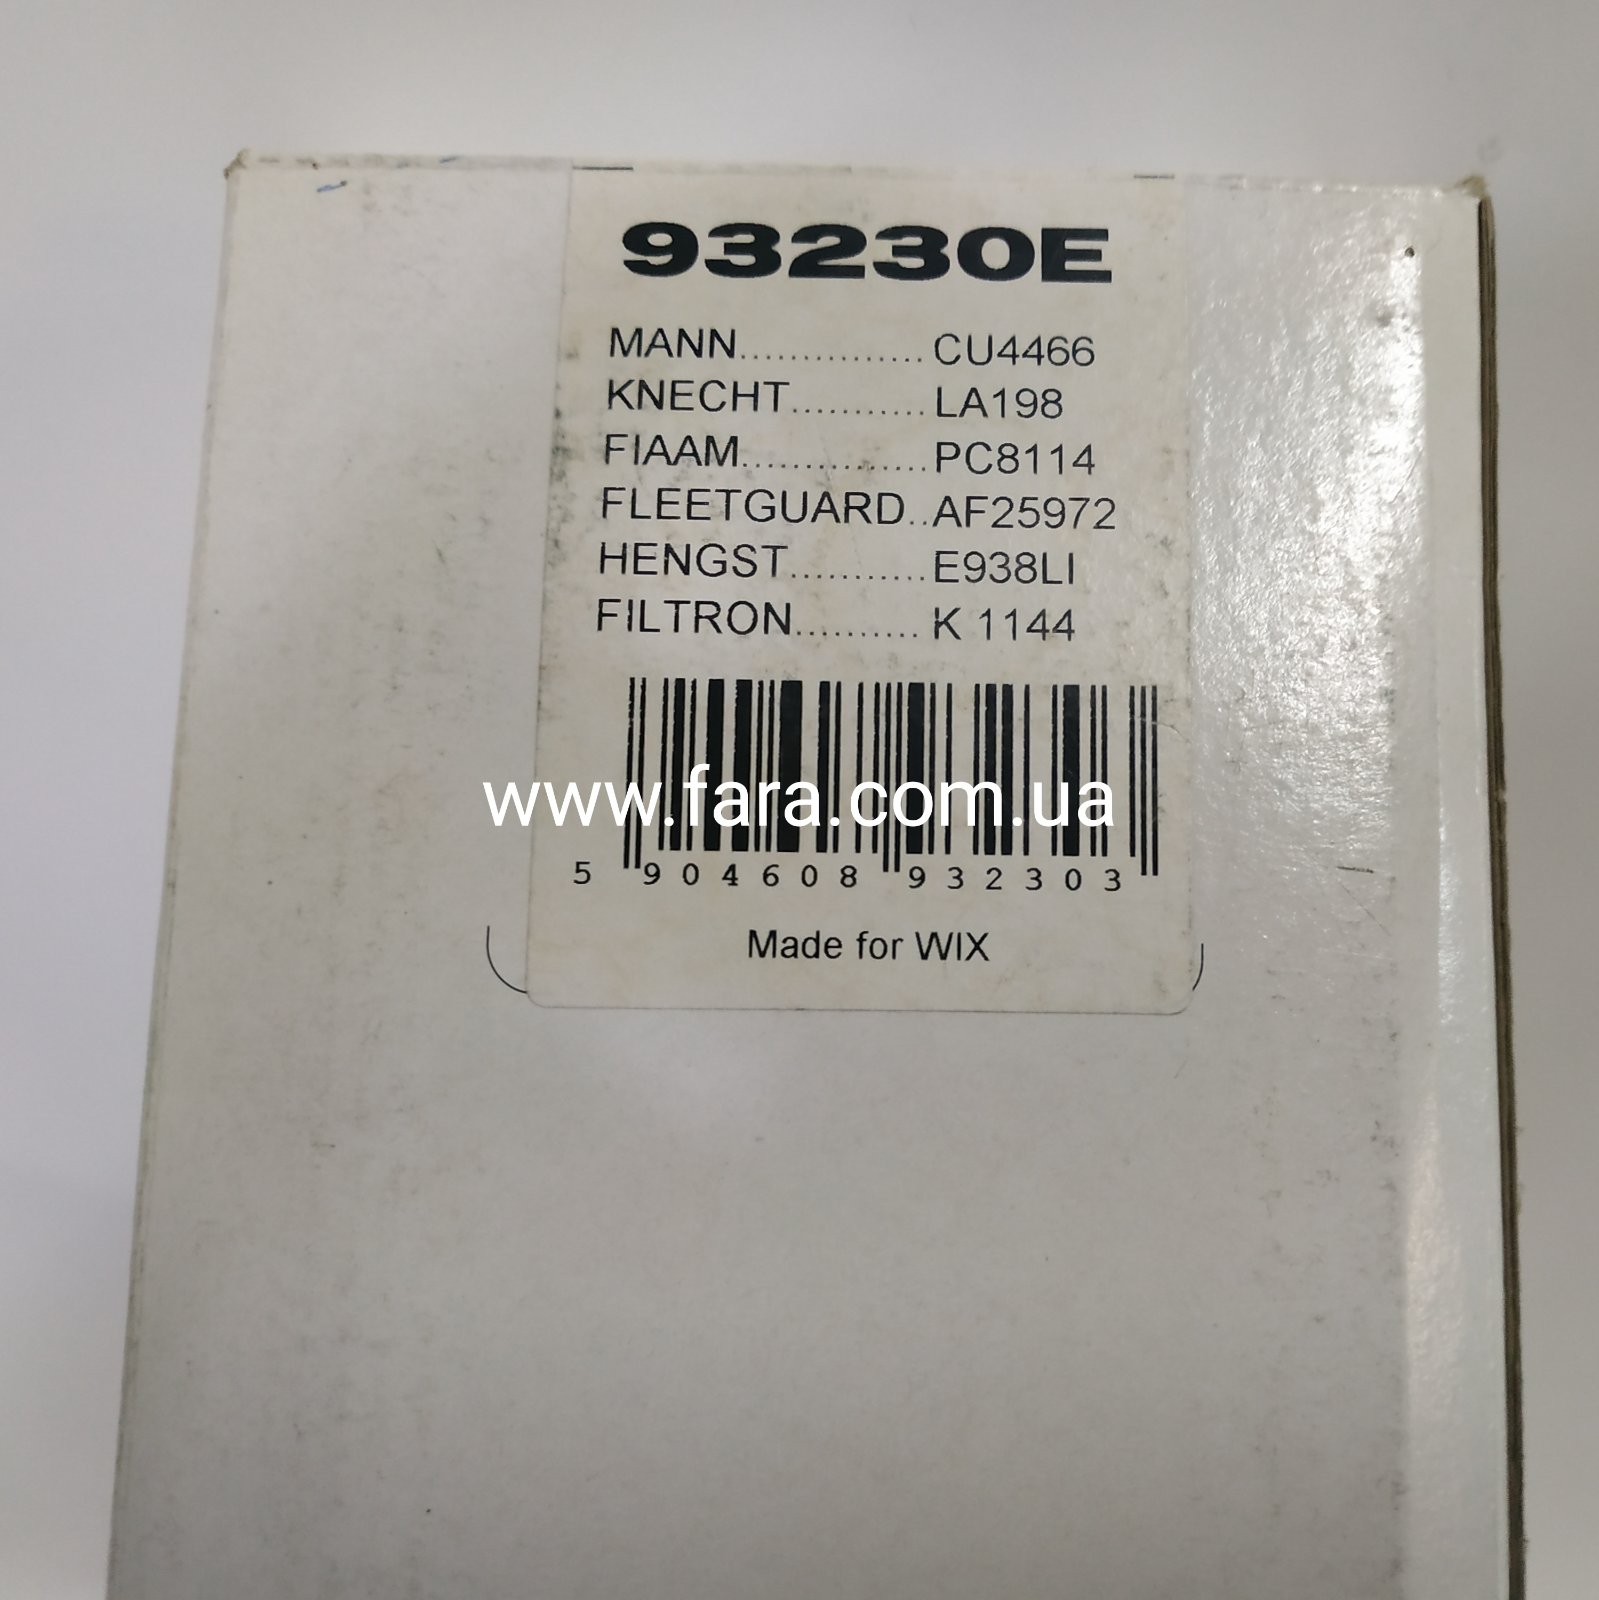 93230E
MANN...............CU4466
KNECHT...........LA198
FIAAM...............PC8114
FLEETGUARD..AF25972
HENGST...........E938LI
FILTRON..........K 1144
www.fara.com.ua
5 904608 932303
Made for WIX